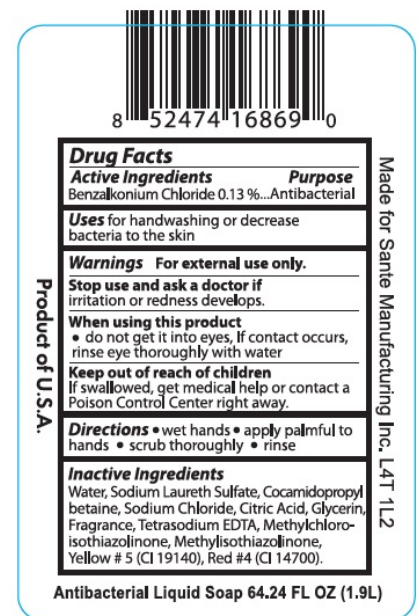 8 52474 16869 0
Drug Facts
Active Ingredients Purpose
Benzalkonium Chloride 0.13 %...Antibacterial
Uses for handwashing or decrease
bacteria to the skin
Warnings For external use only.
Stop use and ask a doctor if
irritation or redness develops.
When using this product
• do not get it into eyes, If contact occurs,
rinse eye thoroughly with water
Keep out of reach of children
If swallowed, get medical help or contact a
Poison Control Center right away.
Directions • wet hands • apply palmful to
hands • scrub thoroughly • rinse
Inactive Ingredients
Water, Sodium Laureth Sulfate, Cocamidopropyl
betaine, Sodium Chloride, Citric Acid, Glycerin,
Fragrance, Tetrasodium EDTA, Methylchloro-
isothiazolinone, Methylisothiazolinone,
Yellow # 5 (CI 19140), Red #4 (CI 14700).
Product of U.S.A.
Made for Sante Manufacturing Inc. L4T 1L2
Antibacterial Liquid Soap 64.24 FL OZ (1.9L)